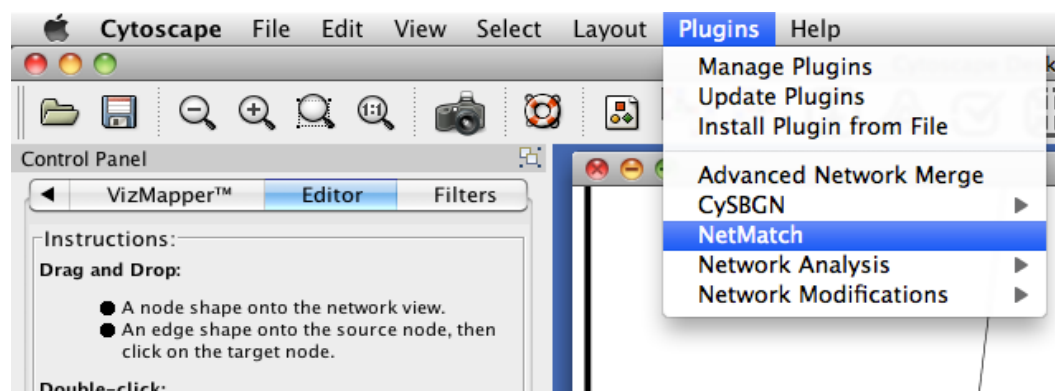 Cytoscape File Edit View Select Layout Plugins Help
Manage Plugins
Update Plugins
Install Plugin from File
Advanced Network Merge
CySBGN
NetMatch
Network Analysis
Network Modifications
1:1
Control Panel
VizMapper™ Editor Filters
Instructions:
Drag and Drop:
● A node shape onto the network view.
● An edge shape onto the source node, then
click on the target node.
Double-click: